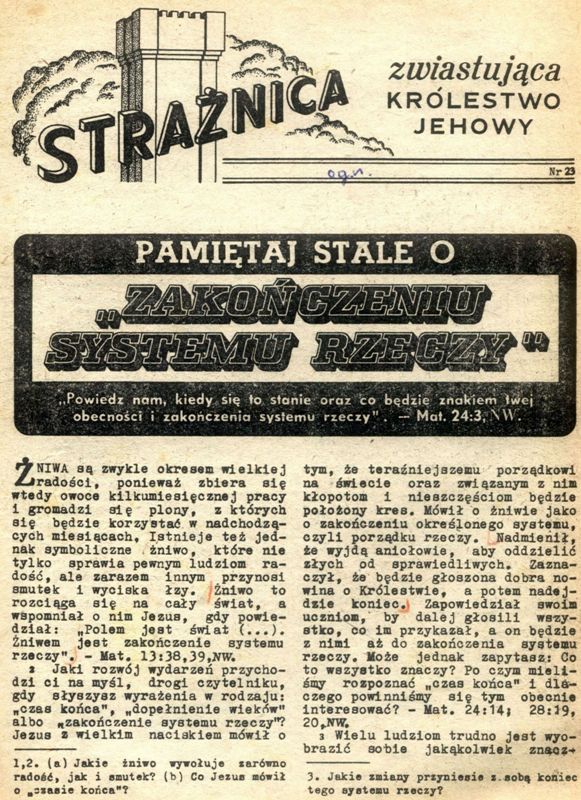 STRAŻNICA
zwiastująca
KRÓLESTWO
JEHOWY
og.n.
Nr 23
PAMIĘTAJ STALE O
„ZAKOŃCZENIU
SYSTEMU RZECZY“
„Powiedz nam, kiedy się to stanie oraz co będzie znakiem twej
obecności i zakończenia systemu rzeczy". — Mat. 24:3, NW.
ŻNIWA są zwykle okresem wielkiej
radości, ponieważ zbiera się
wtedy owoce kilkumiesięcznej pracy
i gromadzi się plony, z których
się będzie korzystać w nadchodzą-
cych miesiącach. Istnieje też jed-
nak symboliczne żniwo, które nie
tylko sprawia pewnym ludziom ra-
dość, ale zarazem innym przynosi
smutek i wyciska łzy. Żniwo to
rozciąga się na cały świat, a
wspomniał o nim Jezus, gdy powie-
dział: „Polem jest świat (...).
Żniwem jest zakończenie systemu
rzeczy". - Mat. 13:38,39,NW.
2 Jaki rozwój wydarzeń przycho-
dzi ci na myśl, drogi czytelniku,
gdy słyszysz wyrażenia w rodzaju:
„czas końca", „dopełnienie wieków"
albo „zakończenie systemu rzeczy"?
Jezus z wielkim naciskiem mówił o
1,2. (a) Jakie żniwo wywołuje zarówno
radość, jak i smutek? (b) Co Jezus mówił
o „czasie końca"?
tym, że teraźniejszemu porządkowi
na świecie oraz związanym z nim
kłopotom i nieszczęściom będzie
położony kres. Mówił o żniwie jako
o zakończeniu określonego systemu,
czyli porządku rzeczy. Nadmienił,
że wyjdą aniołowie, aby oddzielić
złych od sprawiedliwych. Zazna-
czył, że będzie głoszona dobra no-
wina o Królestwie, a potem nadej-
dzie koniec. Zapowiedział swoim
uczniom, by dalej głosili wszy-
stko, co im przykazał, a on będzie
z nimi aż do zakończenia systemu
rzeczy. Może jednak zapytasz: Co
to wszystko znaczy? Po czym mieli-
śmy rozpoznać „czas końca" i dla-
czego powinniśmy się tym obecnie
interesować? - Mat. 24:14; 28:19,
20,NW.
3 Wielu ludziom trudno jest wyo-
brazić sobie jakąkolwiek znacz-
3. Jakie zmiany przyniesie z sobą koniec
tego systemu rzeczy?